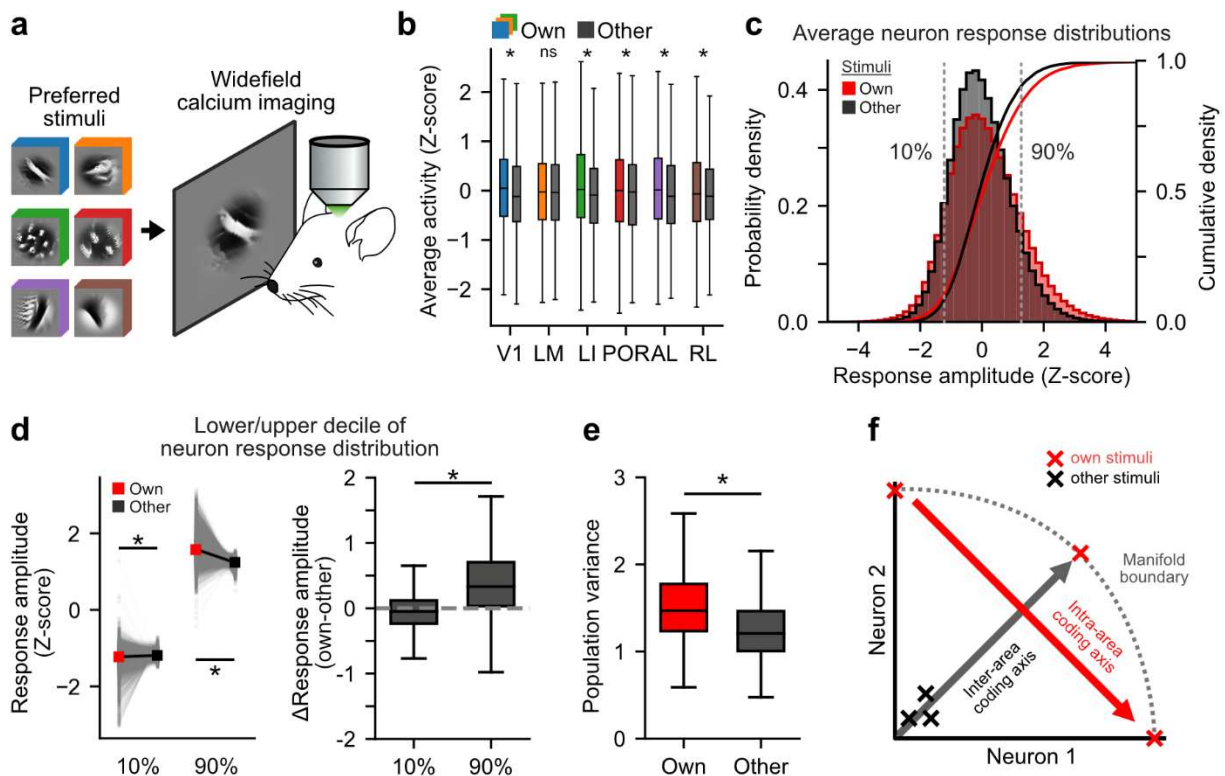 a
Preferred
stimuli
Widefield
calcium imaging
b
Own Other
* ns * * * *
Average activity (Z-score)
2
1
0
−1
−2
V1 LM LI POR AL RL
c
Average neuron response distributions
Stimuli
Own
Other
10%
90%
Probability density
0.4
0.2
0.0
Cumulative density
1.0
0.5
0.0
−4 −2 0 2 4
Response amplitude (Z-score)
d
Lower/upper decile of
neuron response distribution
Own
Other
*
*
Response amplitude
(Z-score)
2
0
−2
10% 90%
*
ΔResponse amplitude
(own-other)
2
1
0
-1
-2
10% 90%
e
*
Population variance
3
2
1
0
Own Other
f
own stimuli
other stimuli
Manifold
boundary
Intra-area
coding axis
Inter-area
coding axis
Neuron 2
Neuron 1